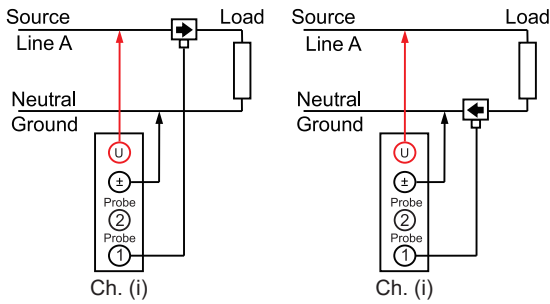 Source
Load
Line A
Neutral
Ground
U
±
Probe
2
Probe
1
Ch. (i)
Source
Load
Line A
Neutral
Ground
U
±
Probe
2
Probe
1
Ch. (i)